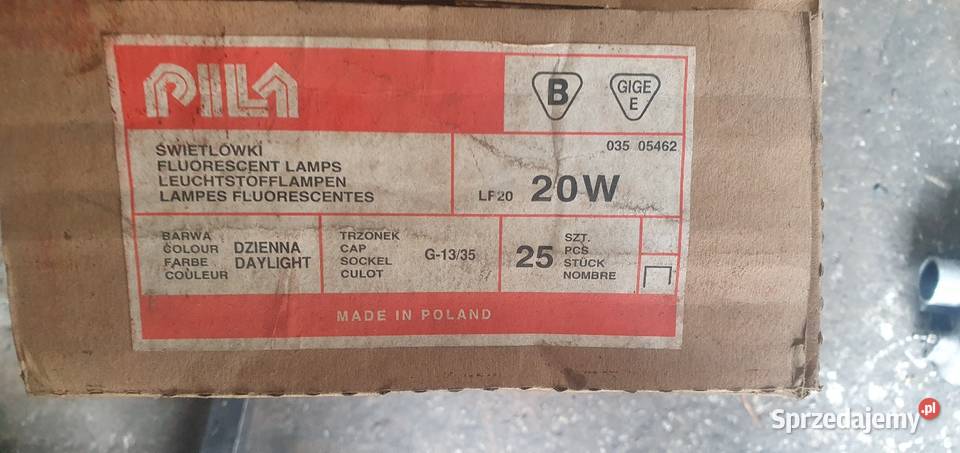 PILA
B
GIGE
E
035 05462
ŚWIETLÓWKI
FLUORESCENT LAMPS
LEUCHTSTOFFLAMPEN
LAMPES FLUORESCENTES
LF20 20W
BARWA
COLOUR
FARBE
COULEUR
DZIENNA
DAYLIGHT
TRZONEK
CAP
SOCKEL
CULOT
G-13/35
25
SZT.
PCS
STÜCK
NOMBRE
MADE IN POLAND
Sprzedajemy.pl